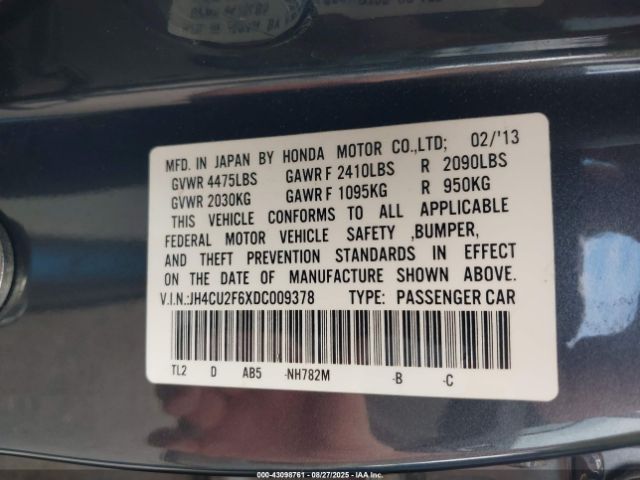 MFD. IN JAPAN BY HONDA MOTOR CO.,LTD; 02/'13
GVWR 4475LBS GAWR F 2410LBS R 2090LBS
GVWR 2030KG GAWR F 1095KG R 950KG
THIS VEHICLE CONFORMS TO ALL APPLICABLE
FEDERAL MOTOR VEHICLE SAFETY ,BUMPER,
AND THEFT PREVENTION STANDARDS IN EFFECT
ON THE DATE OF MANUFACTURE SHOWN ABOVE.
V.I.N.:JH4CU2F6XDC009378 TYPE: PASSENGER CAR
TL2 D AB5 -NH782M -B -C
000-43098761 - 08/27/2025 - IAA Inc.